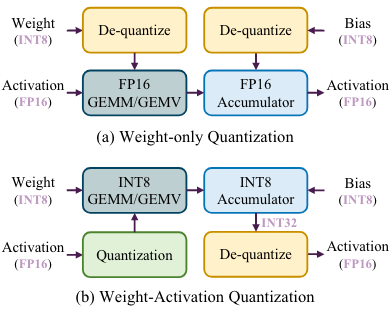 Weight
(INT8)
De-quantize
De-quantize
Bias
(INT8)
Activation
(FP16)
FP16
GEMM/GEMV
FP16
Accumulator
Activation
(FP16)
(a) Weight-only Quantization
Weight
(INT8)
INT8
GEMM/GEMV
INT8
Accumulator
Bias
(INT8)
INT32
Activation
(FP16)
Quantization
De-quantize
Activation
(FP16)
(b) Weight-Activation Quantization